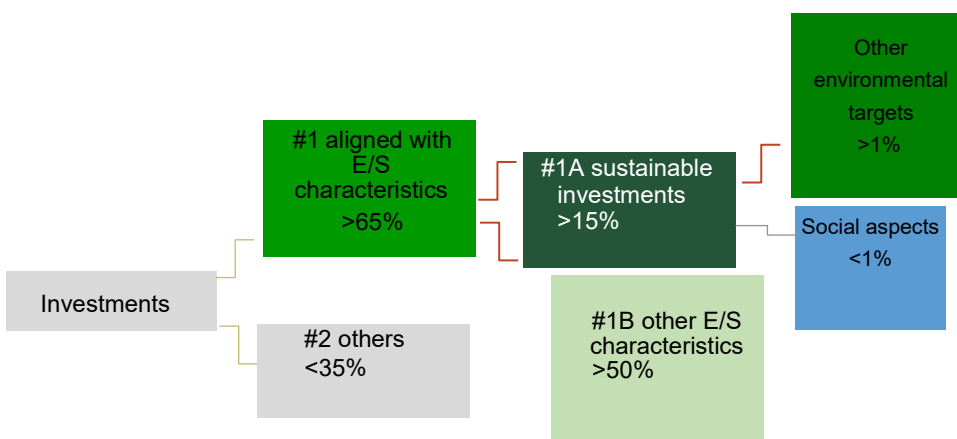 Investments
#1 aligned with
E/S
characteristics
>65%
#2 others
<35%
#1A sustainable
investments
>15%
#1B other E/S
characteristics
>50%
Other
environmental
targets
>1%
Social aspects
<1%